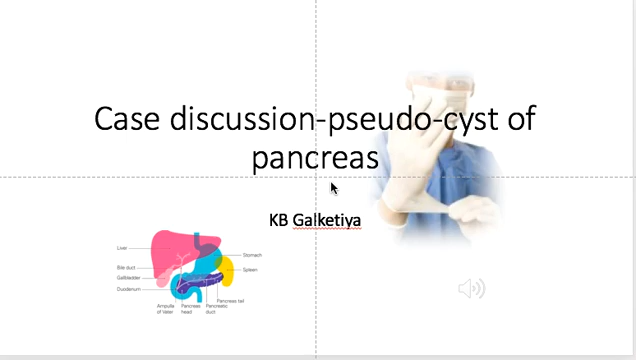 Case discussion-pseudo-cyst of
pancreas
KB Galketiya
Liver
Stomach
Bile duct
Spleen
Gallbladder
Duodenum
Pancreas tail
Ampulla
of Vater
Pancreas
head
Pancreatic
duct